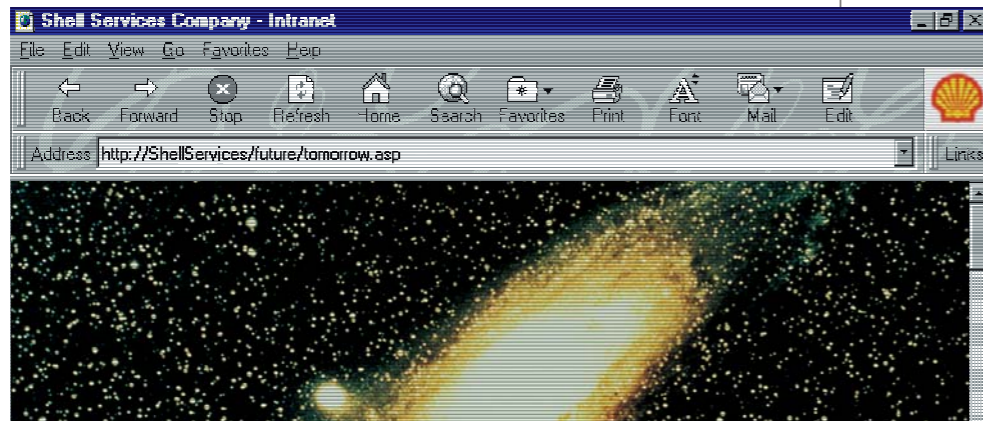 Shell Services Company - Intranet
File Edit View Go Favorites Help
Back Forward Stop Refresh Home Search Favorites Print Font Mail Edit
Address http://ShellServices/future/tomorrow.asp Links